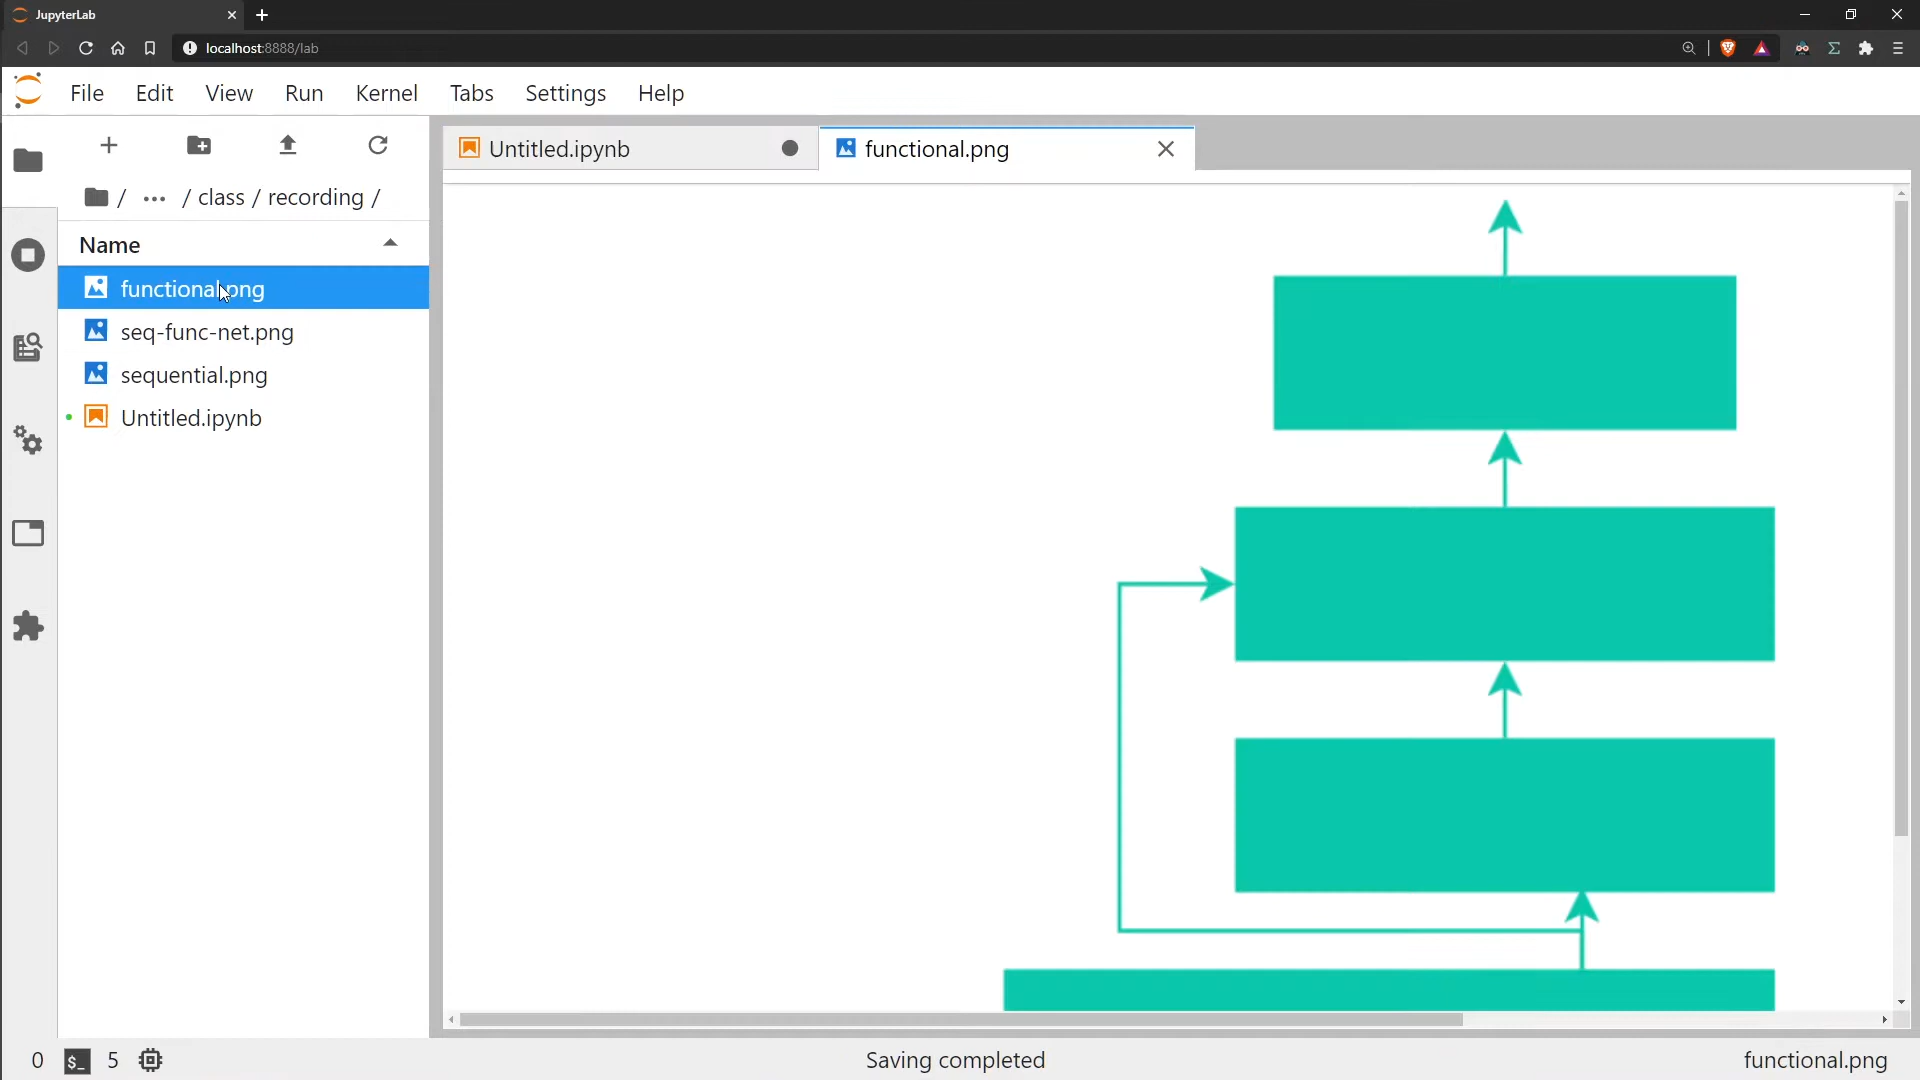 JupyterLab
localhost:8888/lab
File Edit View Run Kernel Tabs Settings Help
Untitled.ipynb
functional.png
/ ... / class / recording /
Name
functional.png
seq-func-net.png
sequential.png
Untitled.ipynb
0 $_ 5
Saving completed
functional.png